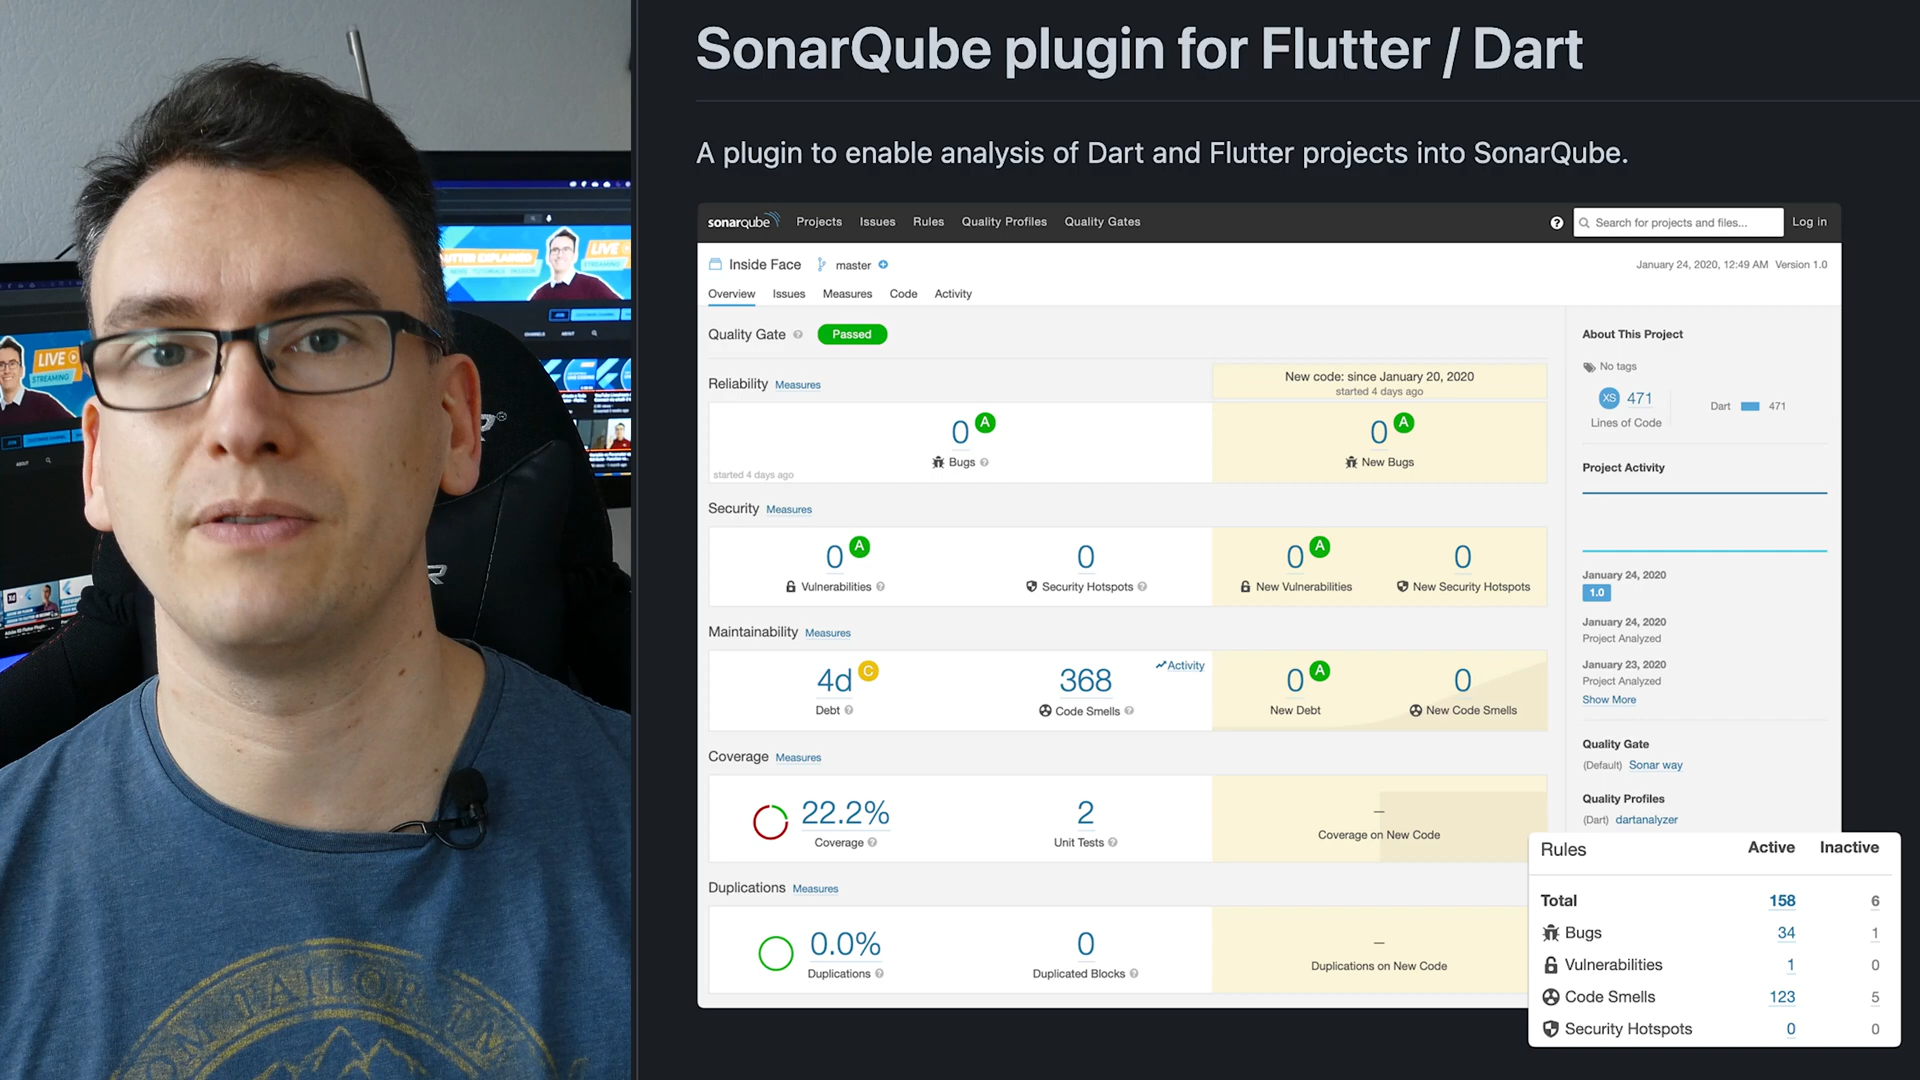 SonarQube plugin for Flutter / Dart
A plugin to enable analysis of Dart and Flutter projects into SonarQube.
sonarqube Projects Issues Rules Quality Profiles Quality Gates ? Search for projects and files... Log in
Inside Face master January 24, 2020, 12:49 AM Version 1.0
Overview Issues Measures Code Activity
Quality Gate ? Passed
Reliability Measures
New code: since January 20, 2020
started 4 days ago
0 A
Bugs ?
started 4 days ago
0 A
New Bugs
Security Measures
0 A 0 0 A 0
Vulnerabilities ? Security Hotspots ? New Vulnerabilities New Security Hotspots
Maintainability Measures
Activity
4d C 368 0 A 0
Debt ? Code Smells ? New Debt New Code Smells
Coverage Measures
22.2% 2 –
Coverage ? Unit Tests ? Coverage on New Code
Duplications Measures
0.0% 0 –
Duplications ? Duplicated Blocks ? Duplications on New Code
About This Project
No tags
XS 471 Dart 471
Lines of Code
Project Activity
January 24, 2020
1.0
January 24, 2020
Project Analyzed
January 23, 2020
Project Analyzed
Show More
Quality Gate
(Default) Sonar way
Quality Profiles
(Dart) dartanalyzer
Rules Active Inactive
Total 158 6
Bugs 34 1
Vulnerabilities 1 0
Code Smells 123 5
Security Hotspots 0 0
LIVE
STREAMING
LIVE
STREAMING
EXPLAINED
R
TAILOR